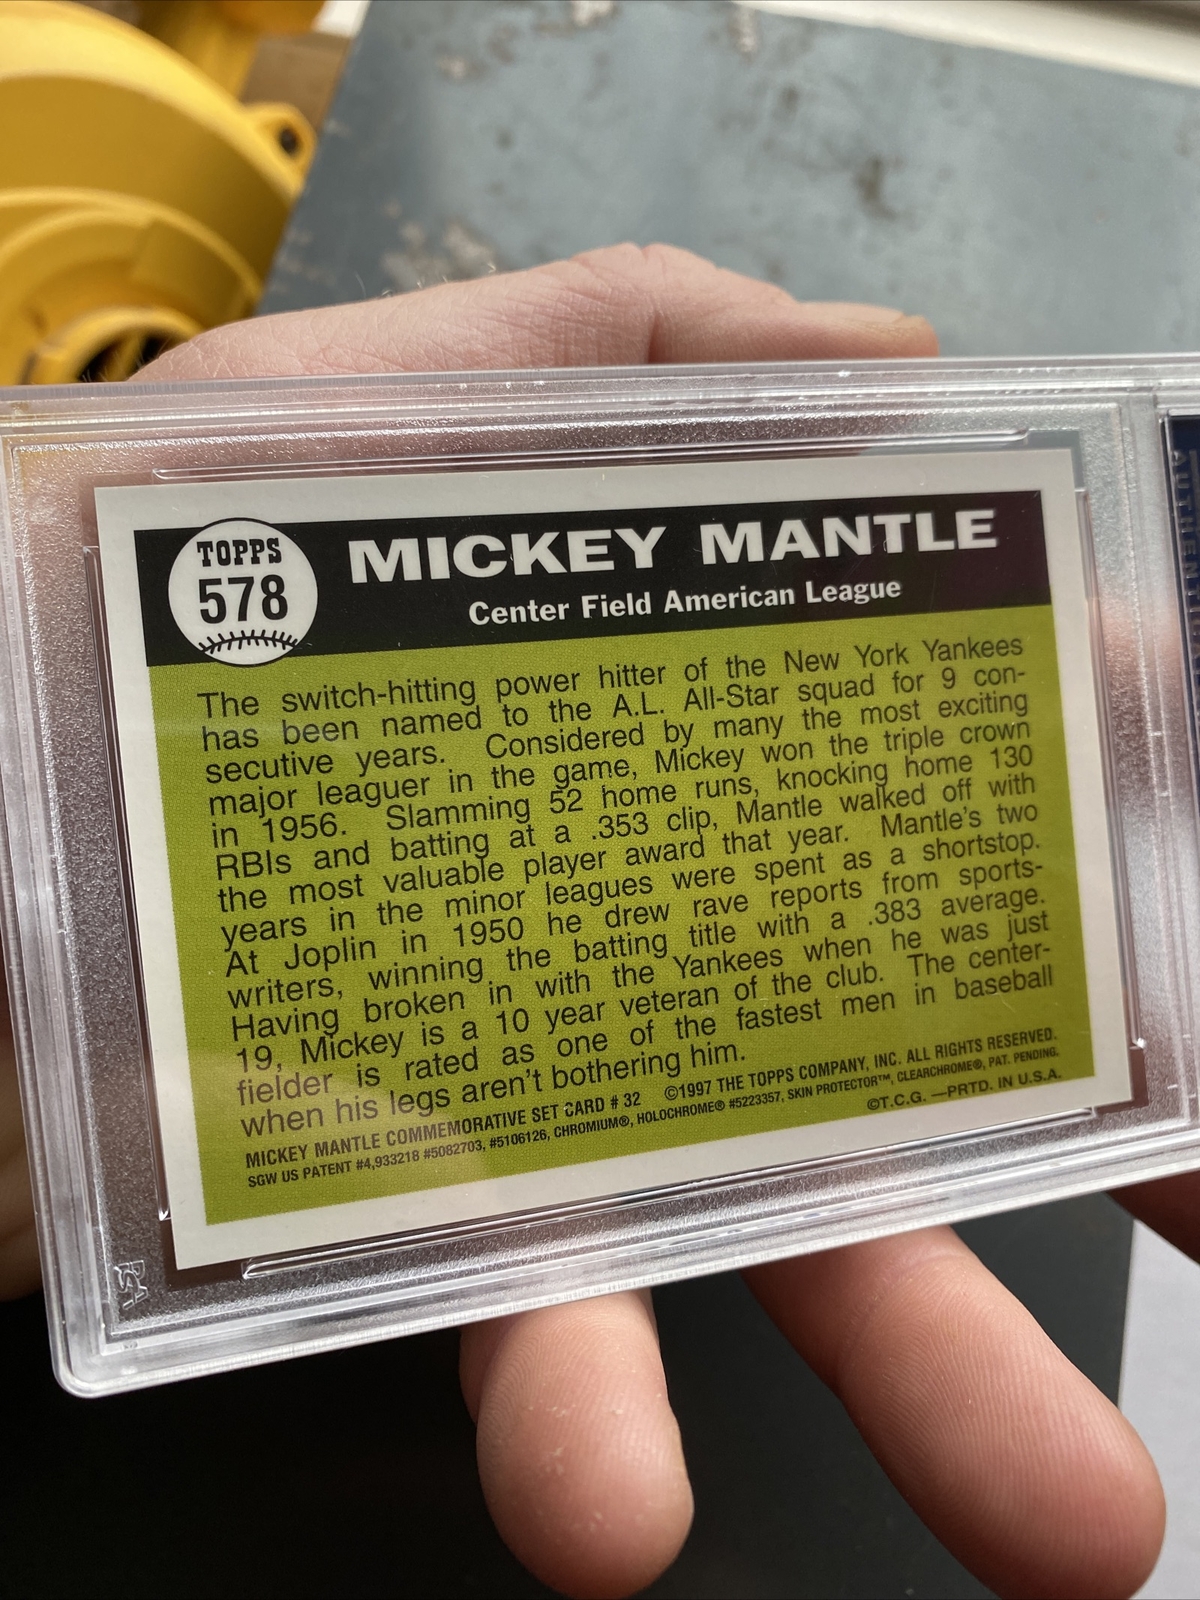 TOPPS
578
MICKEY MANTLE
Center Field American League
The switch-hitting power hitter of the New York Yankees
has been named to the A.L. All-Star squad for 9 con-
secutive years. Considered by many the most exciting
major leaguer in the game, Mickey won the triple crown
in 1956. Slamming 52 home runs, knocking home 130
RBIs and batting at a .353 clip, Mantle walked off with
the most valuable player award that year. Mantle's two
years in the minor leagues were spent as a shortstop.
At Joplin in 1950 he drew rave reports from sports-
writers, winning the batting title with a .383 average.
Having broken in with the Yankees when he was just
19, Mickey is a 10 year veteran of the club. The center-
fielder is rated as one of the fastest men in baseball
when his legs aren't bothering him.
MICKEY MANTLE COMMEMORATIVE SET CARD # 32 ©1997 THE TOPPS COMPANY, INC. ALL RIGHTS RESERVED.
SGW US PATENT #4,933218 #5082703, #5106126, CHROMIUM®, HOLOCHROME® #5223357, SKIN PROTECTOR™, CLEARCHROME®, PAT. PENDING.
©T.C.G. —PRTD. IN U.S.A.
PSA